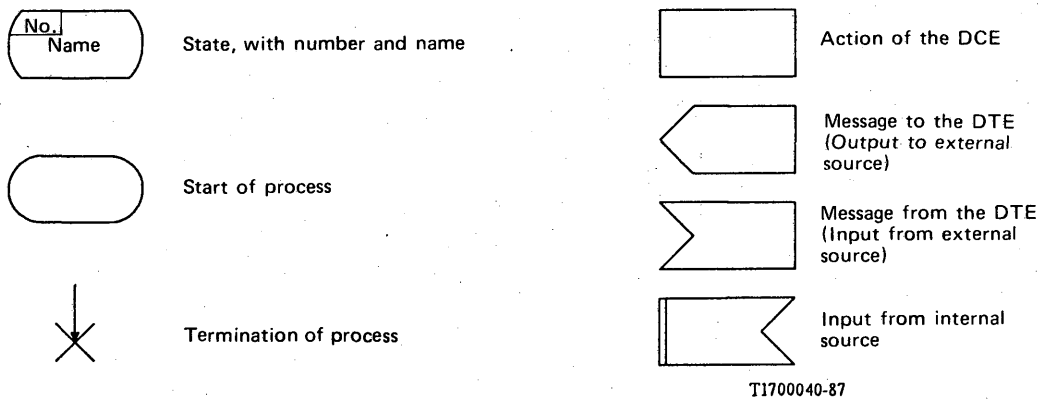 No.
Name
State, with number and name
Start of process
Termination of process
Action of the DCE
Message to the DTE
(Output to external
source)
Message from the DTE
(Input from external
source)
Input from internal
source
T1700040-87